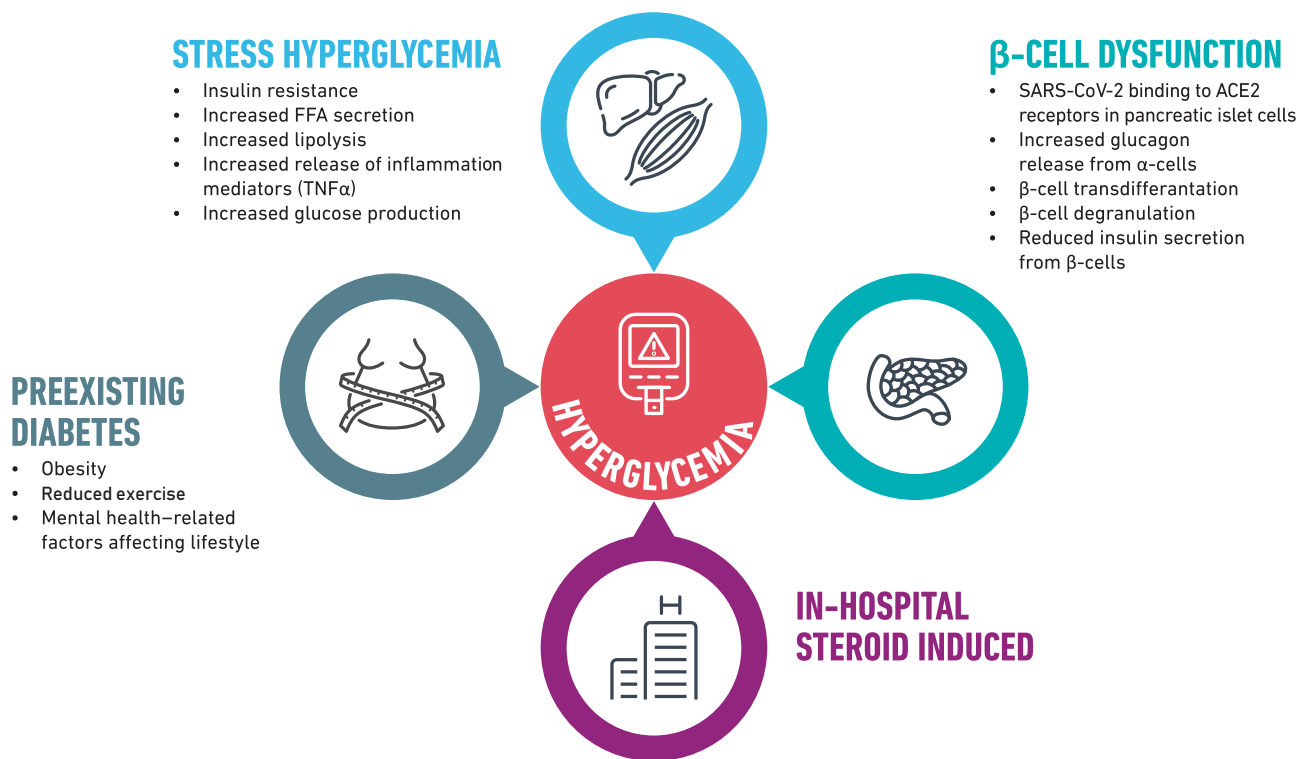 STRESS HYPERGLYCEMIA
• Insulin resistance
• Increased FFA secretion
• Increased lipolysis
• Increased release of inflammation
mediators (TNFα)
• Increased glucose production
β-CELL DYSFUNCTION
• SARS-CoV-2 binding to ACE2
receptors in pancreatic islet cells
• Increased glucagon
release from α-cells
• β-cell transdifferantation
• β-cell degranulation
• Reduced insulin secretion
from β-cells
PREEXISTING
DIABETES
• Obesity
• Reduced exercise
• Mental health–related
factors affecting lifestyle
HYPERGLYCEMIA
H
IN-HOSPITAL
STEROID INDUCED